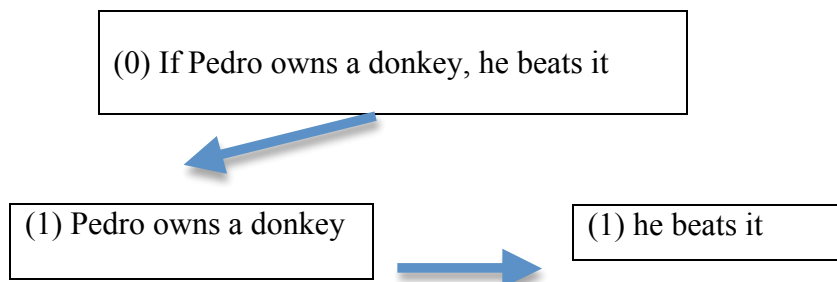 (0) If Pedro owns a donkey, he beats it
(1) Pedro owns a donkey
(1) he beats it